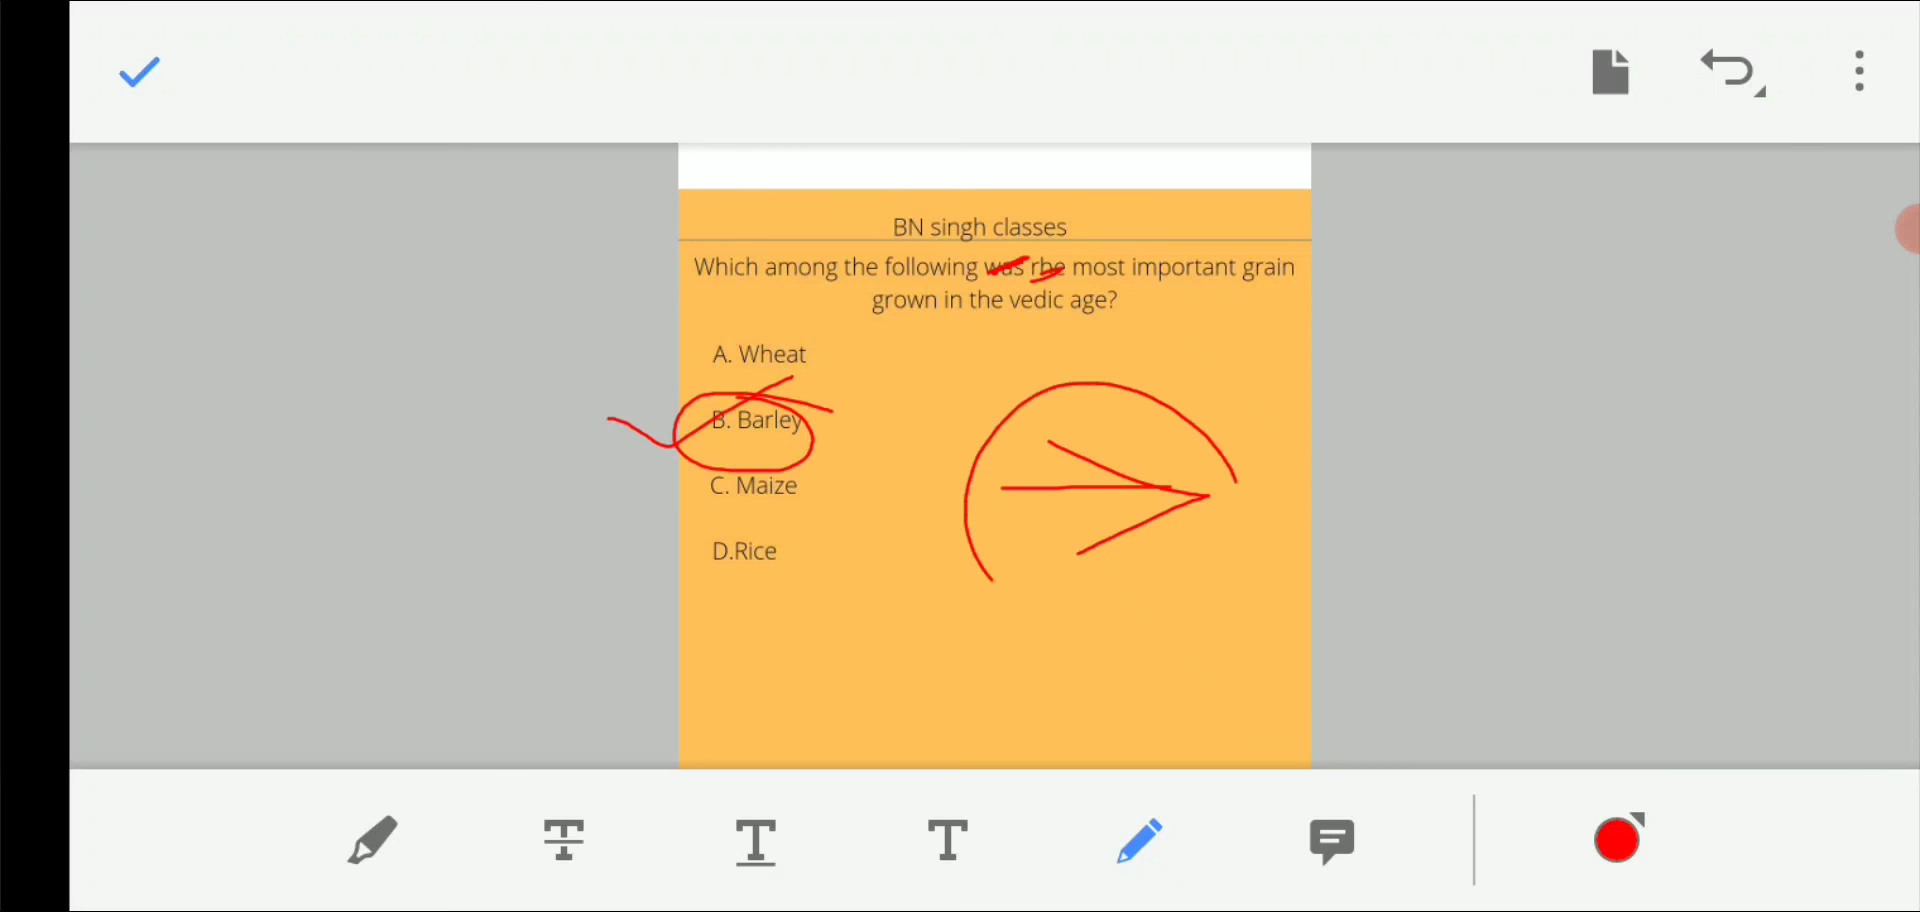 BN singh classes
Which among the following was rhe most important grain
grown in the vedic age?
A. Wheat
B. Barley
C. Maize
D.Rice